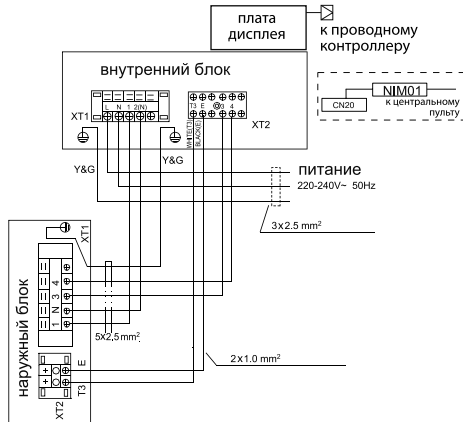 плата
дисплея
к проводному
контроллеру
внутренний блок
NIM01
CN20
к центральному
пульту
L N 1 2(N)
T3 E 3 4
XT1
XT2
WHITE(T3)
BLACK(E)
Y&G
Y&G
питание
220-240V~ 50Hz
3x2.5 mm²
XT1
наружный блок
4
3
N
1
5x2,5 mm²
2x1.0 mm²
E
T3
XT2